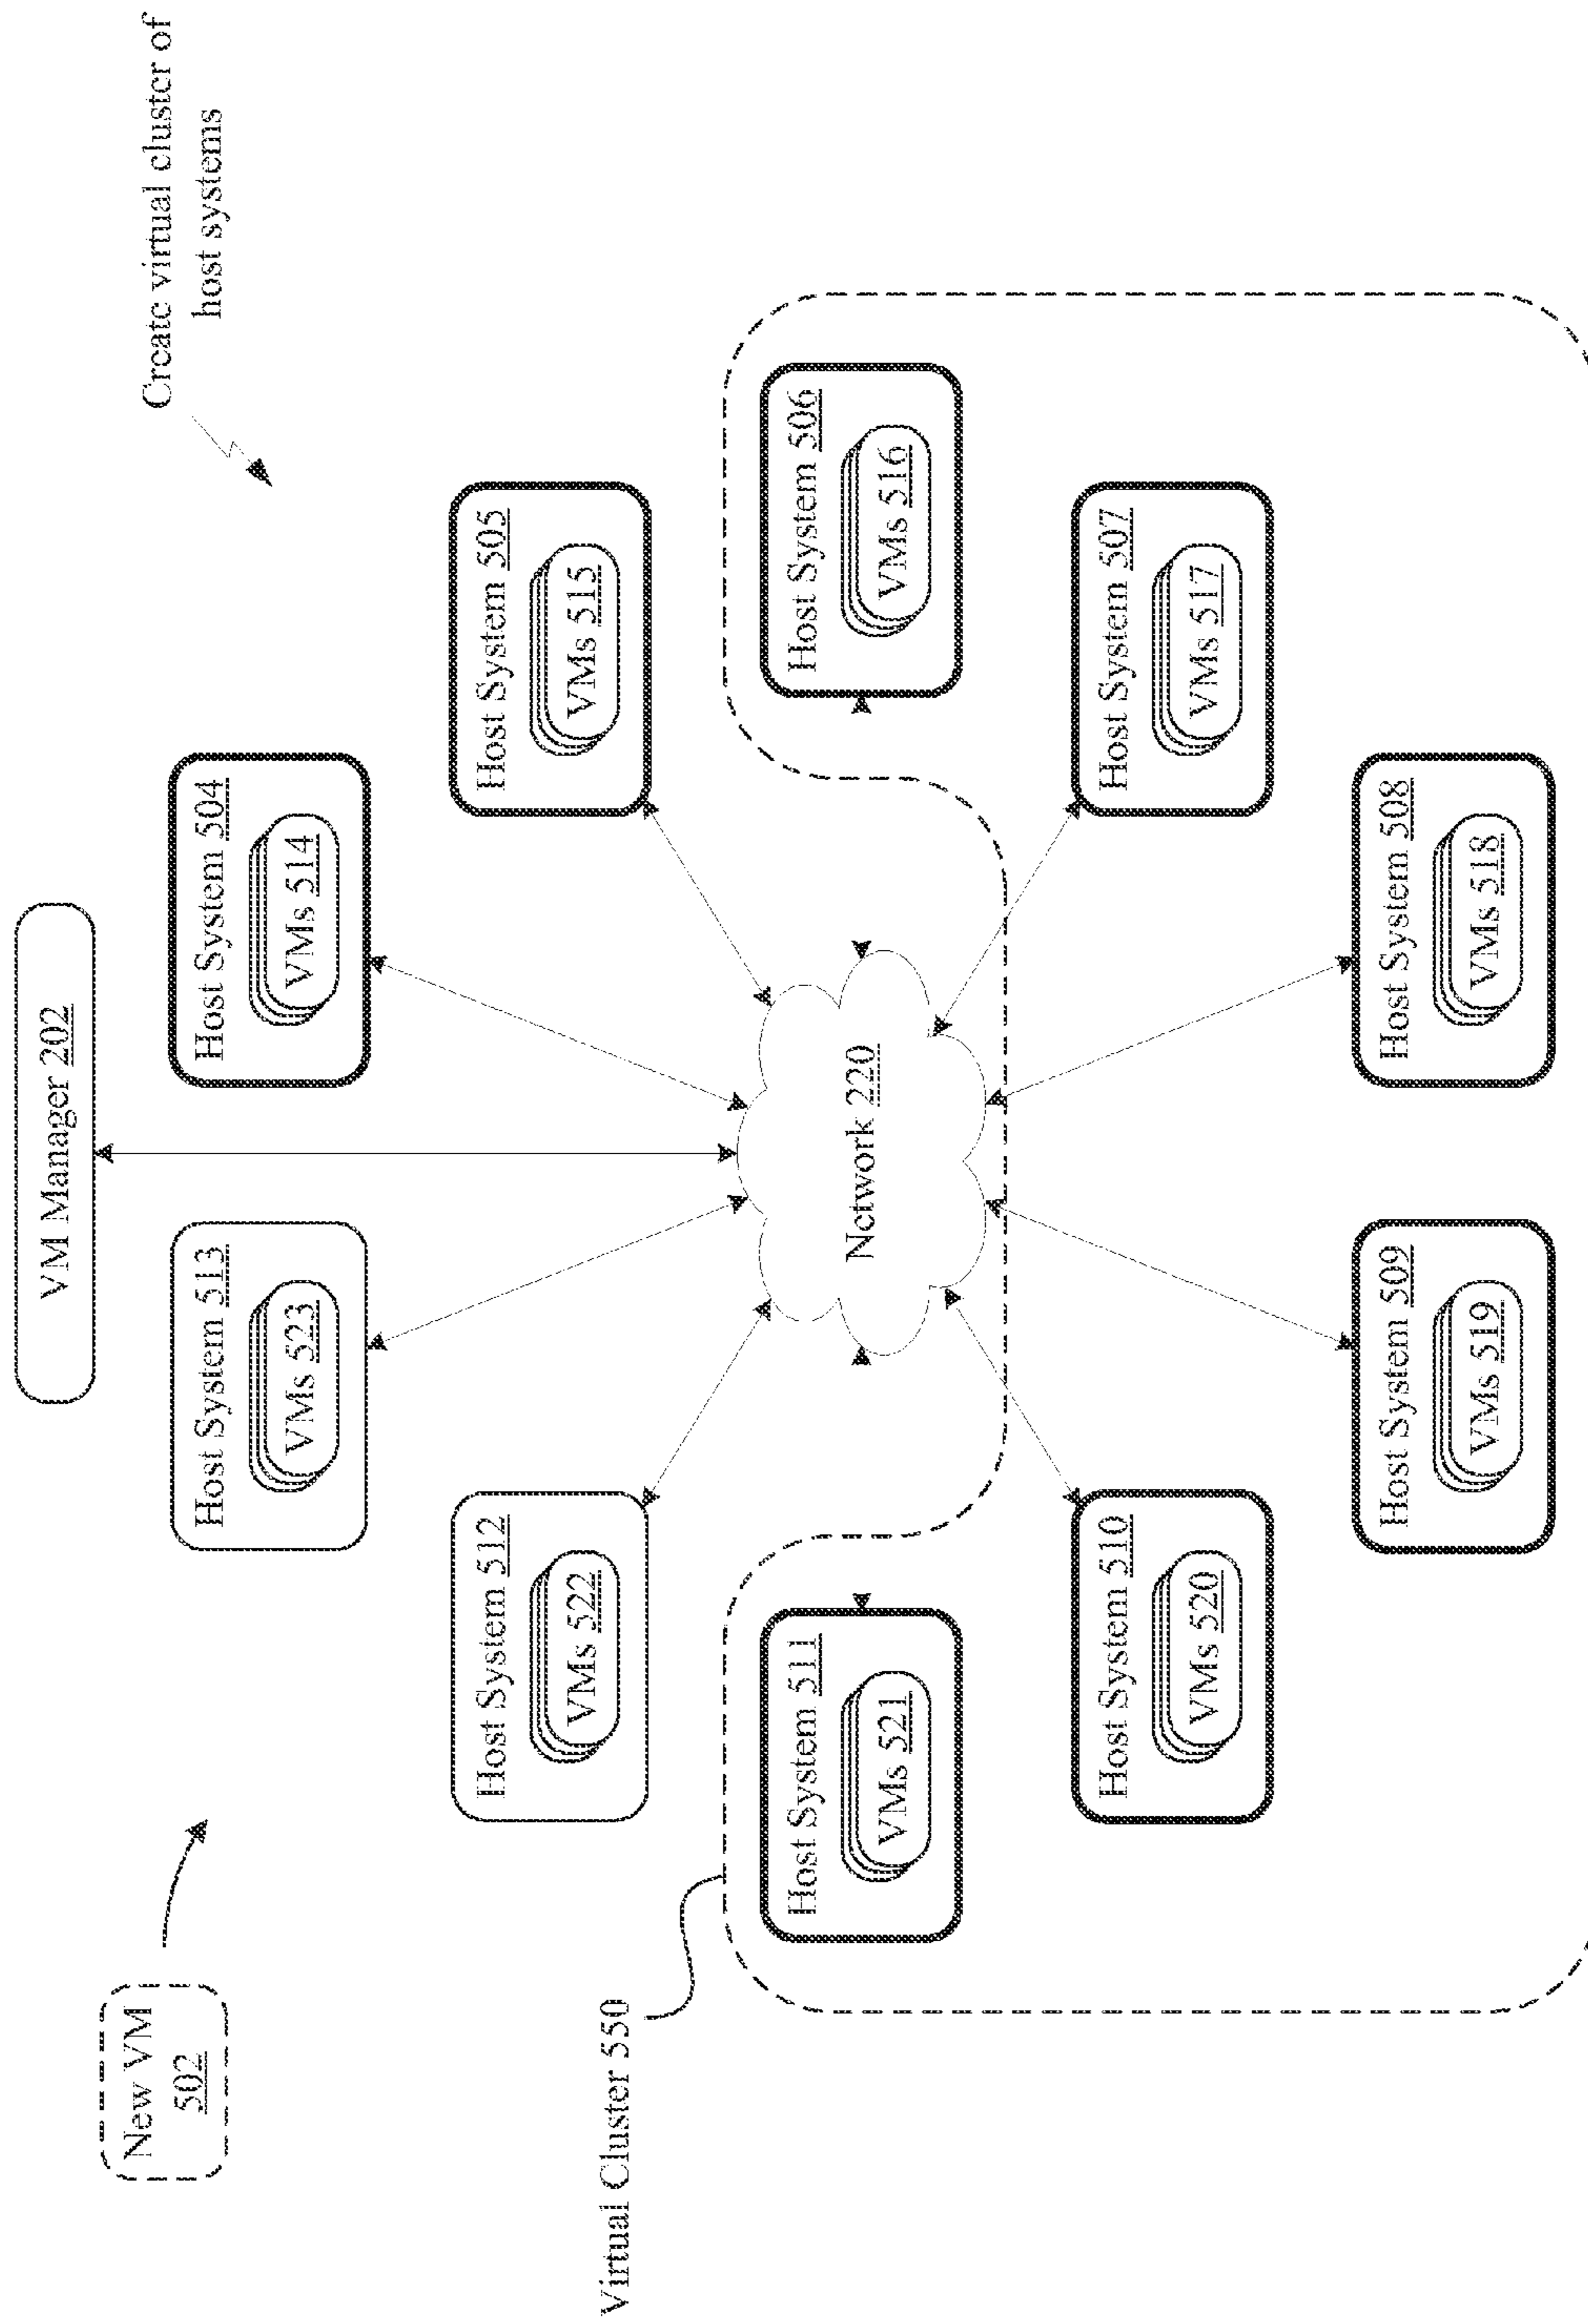 Create virtual cluster of
host systems
VM Manager 202
New VM
502
Host System 513
VMs 523
Host System 504
VMs 514
Host System 512
VMs 522
Host System 505
VMs 515
Virtual Cluster 550
Host System 511
VMs 521
Network 220
Host System 506
VMs 516
Host System 510
VMs 520
Host System 507
VMs 517
Host System 509
VMs 519
Host System 508
VMs 518